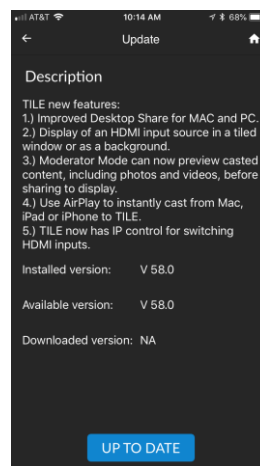 AT&T 10:14 AM 68%
Update
Description
TILE new features:
1.) Improved Desktop Share for MAC and PC.
2.) Display of an HDMI input source in a tiled
window or as a background.
3.) Moderator Mode can now preview casted
content, including photos and videos, before
sharing to display.
4.) Use AirPlay to instantly cast from Mac,
iPad or iPhone to TILE.
5.) TILE now has IP control for switching
HDMI inputs.
Installed version: V 58.0
Available version: V 58.0
Downloaded version: NA
UP TO DATE